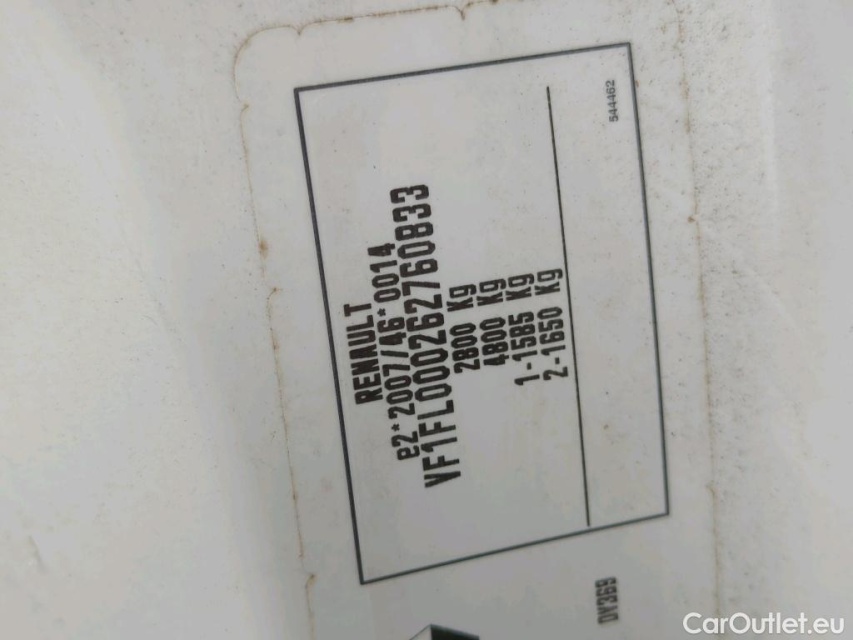 RENAULT
e2*2007/46*0014
VF1FL000262760833
2800 Kg
4800 Kg
1-1585 Kg
2-1650 Kg
544462
DY36B
CarOutlet.eu